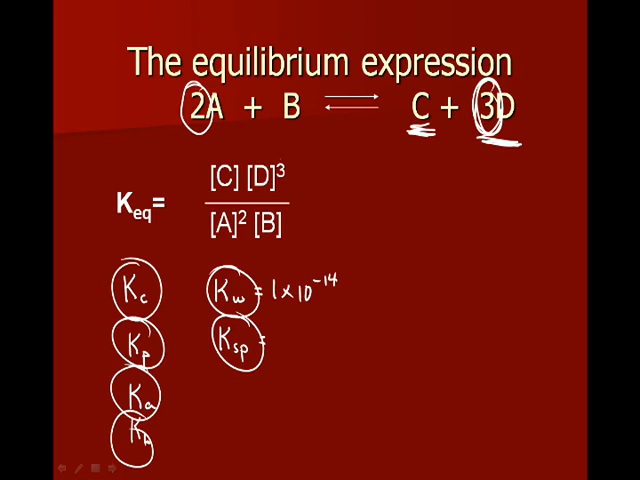 The equilibrium expression
2A + B ⇄ C + 3D
Keq= [C] [D]³
[A]² [B]
Kc Kw = 1 x 10⁻¹⁴
Kp Ksp =
Ka
Kb